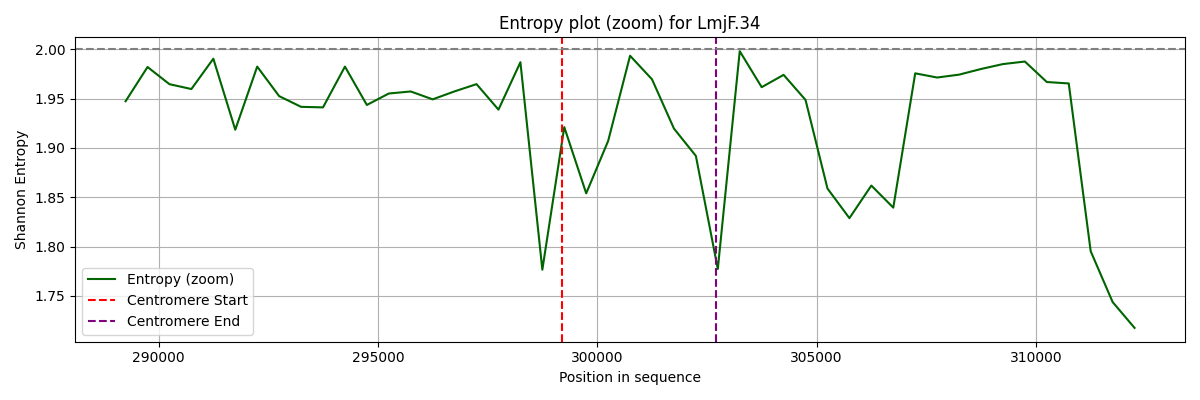 Entropy plot (zoom) for LmjF.34
Shannon Entropy
2.00
1.95
1.90
1.85
1.80
1.75
Entropy (zoom)
Centromere Start
Centromere End
290000
295000
300000
305000
310000
Position in sequence